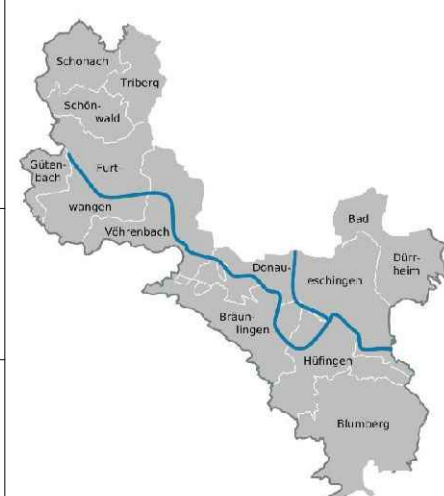 Schonach
Triberg
Schön-
wald
Güten-
bach
Furt-
wangen
Vöhrenbach
Bad
Dürr-
heim
Donau-
eschingen
Bräun-
lingen
Hüfingen
Blumberg